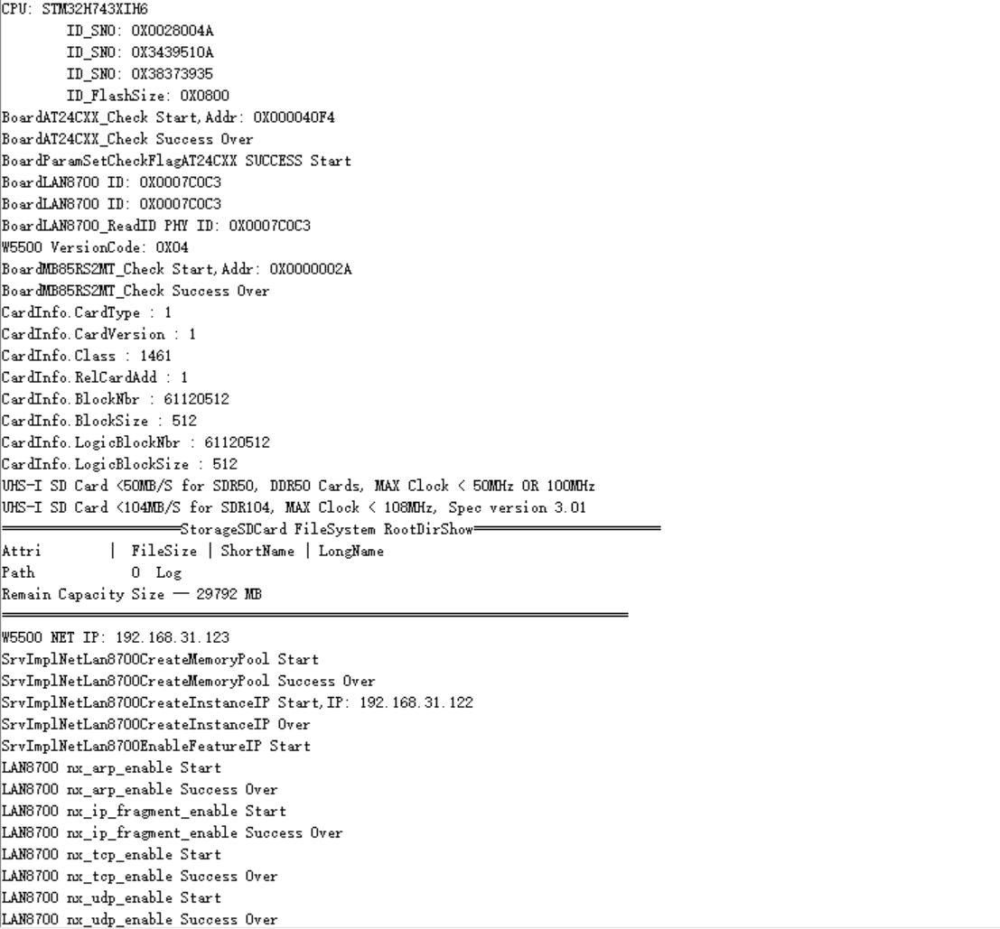 CPU: STM32H743XIH6
ID_SN0: 0X0028004A
ID_SN0: 0X3439510A
ID_SN0: 0X38373935
ID_FlashSize: 0X0800
BoardAT24CXX_Check Start,Addr: 0X000040F4
BoardAT24CXX_Check Success Over
BoardParamSetCheckFlagAT24CXX SUCCESS Start
BoardLAN8700 ID: 0X0007C0C3
BoardLAN8700 ID: 0X0007C0C3
BoardLAN8700_ReadID PHY ID: 0X0007C0C3
W5500 VersionCode: 0X04
BoardMB85RS2MT_Check Start,Addr: 0X0000002A
BoardMB85RS2MT_Check Success Over
CardInfo.CardType : 1
CardInfo.CardVersion : 1
CardInfo.Class : 1461
CardInfo.RelCardAdd : 1
CardInfo.BlockNbr : 61120512
CardInfo.BlockSize : 512
CardInfo.LogicBlockNbr : 61120512
CardInfo.LogicBlockSize : 512
UHS-I SD Card <50MB/S for SDR50, DDR50 Cards, MAX Clock < 50MHz OR 100MHz
UHS-I SD Card <104MB/S for SDR104, MAX Clock < 108MHz, Spec version 3.01
======================StorageSDCard FileSystem RootDirShow=======================
Attri | FileSize | ShortName | LongName
Path 0 Log
Remain Capacity Size -- 29792 MB
=============================================================================
W5500 NET IP: 192.168.31.123
SrvImplNetLan8700CreateMemoryPool Start
SrvImplNetLan8700CreateMemoryPool Success Over
SrvImplNetLan8700CreateInstanceIP Start,IP: 192.168.31.122
SrvImplNetLan8700CreateInstanceIP Over
SrvImplNetLan8700EnableFeatureIP Start
LAN8700 nx_arp_enable Start
LAN8700 nx_arp_enable Success Over
LAN8700 nx_ip_fragment_enable Start
LAN8700 nx_ip_fragment_enable Success Over
LAN8700 nx_tcp_enable Start
LAN8700 nx_tcp_enable Success Over
LAN8700 nx_udp_enable Start
LAN8700 nx_udp_enable Success Over